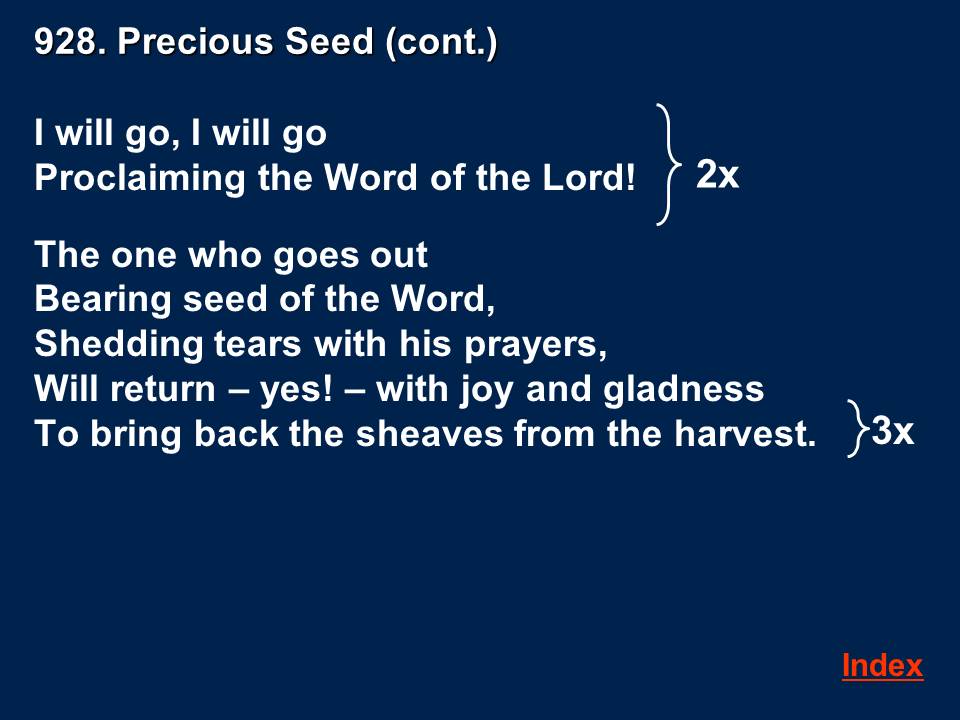 928. Precious Seed (cont.)
I will go, I will go
Proclaiming the Word of the Lord!
2x
The one who goes out
Bearing seed of the Word,
Shedding tears with his prayers,
Will return – yes! – with joy and gladness
To bring back the sheaves from the harvest.
3x
Index